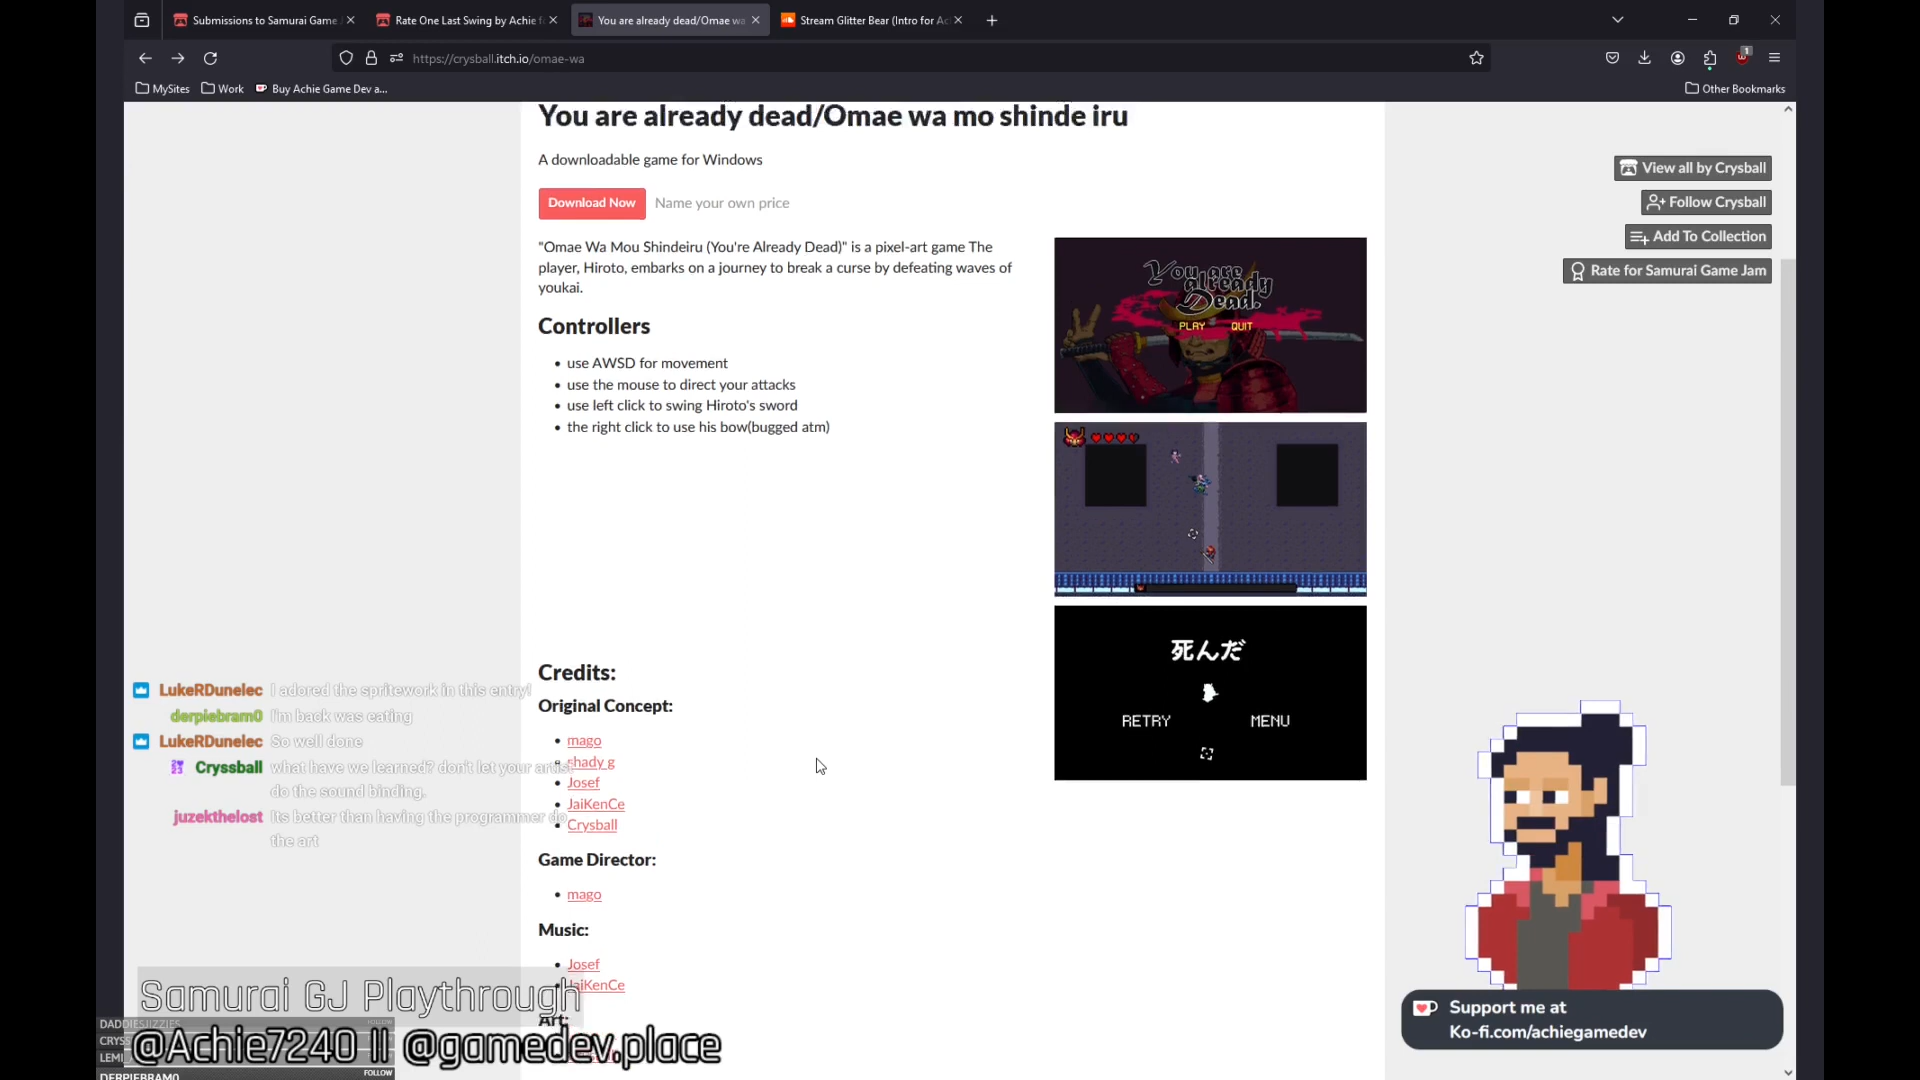 Submissions to Samurai Game
Rate One Last Swing by Achie f
You are already dead/Omae wa
Stream Glitter Bear (Intro for Ac
https://crysball.itch.io/omae-wa
1
MySites
Work
Buy Achie Game Dev a...
Other Bookmarks
You are already dead/Omae wa mo shinde iru
A downloadable game for Windows
Download Now
Name your own price
View all by Crysball
Follow Crysball
Add To Collection
Rate for Samurai Game Jam
"Omae Wa Mou Shindeiru (You're Already Dead)" is a pixel-art game The
player, Hiroto, embarks on a journey to break a curse by defeating waves of
youkai.
Controllers
• use AWSD for movement
• use the mouse to direct your attacks
• use left click to swing Hiroto's sword
• the right click to use his bow(bugged atm)
You are
already
Dead.
PLAY QUIT
死んだ
RETRY MENU
Credits:
Original Concept:
• mago
• shady g
• Josef
• JaiKenCe
• Crysball
Game Director:
• mago
Music:
• Josef
JaiKenCe
Art:
LukeRDunelec I adored the spritework in this entry!
derpiebram0 I'm back was eating
LukeRDunelec So well done
Cryssball what have we learned? don't let your artist
do the sound binding.
juzekthelost Its better than having the programmer do
the art
Samurai GJ Playthrough
DADDIESJIZZIES FOLLOW
CRYS
LEMI_
DERPIEBRAM0 FOLLOW
@Achie7240 || @gamedev.place
Support me at
Ko-fi.com/achiegamedev